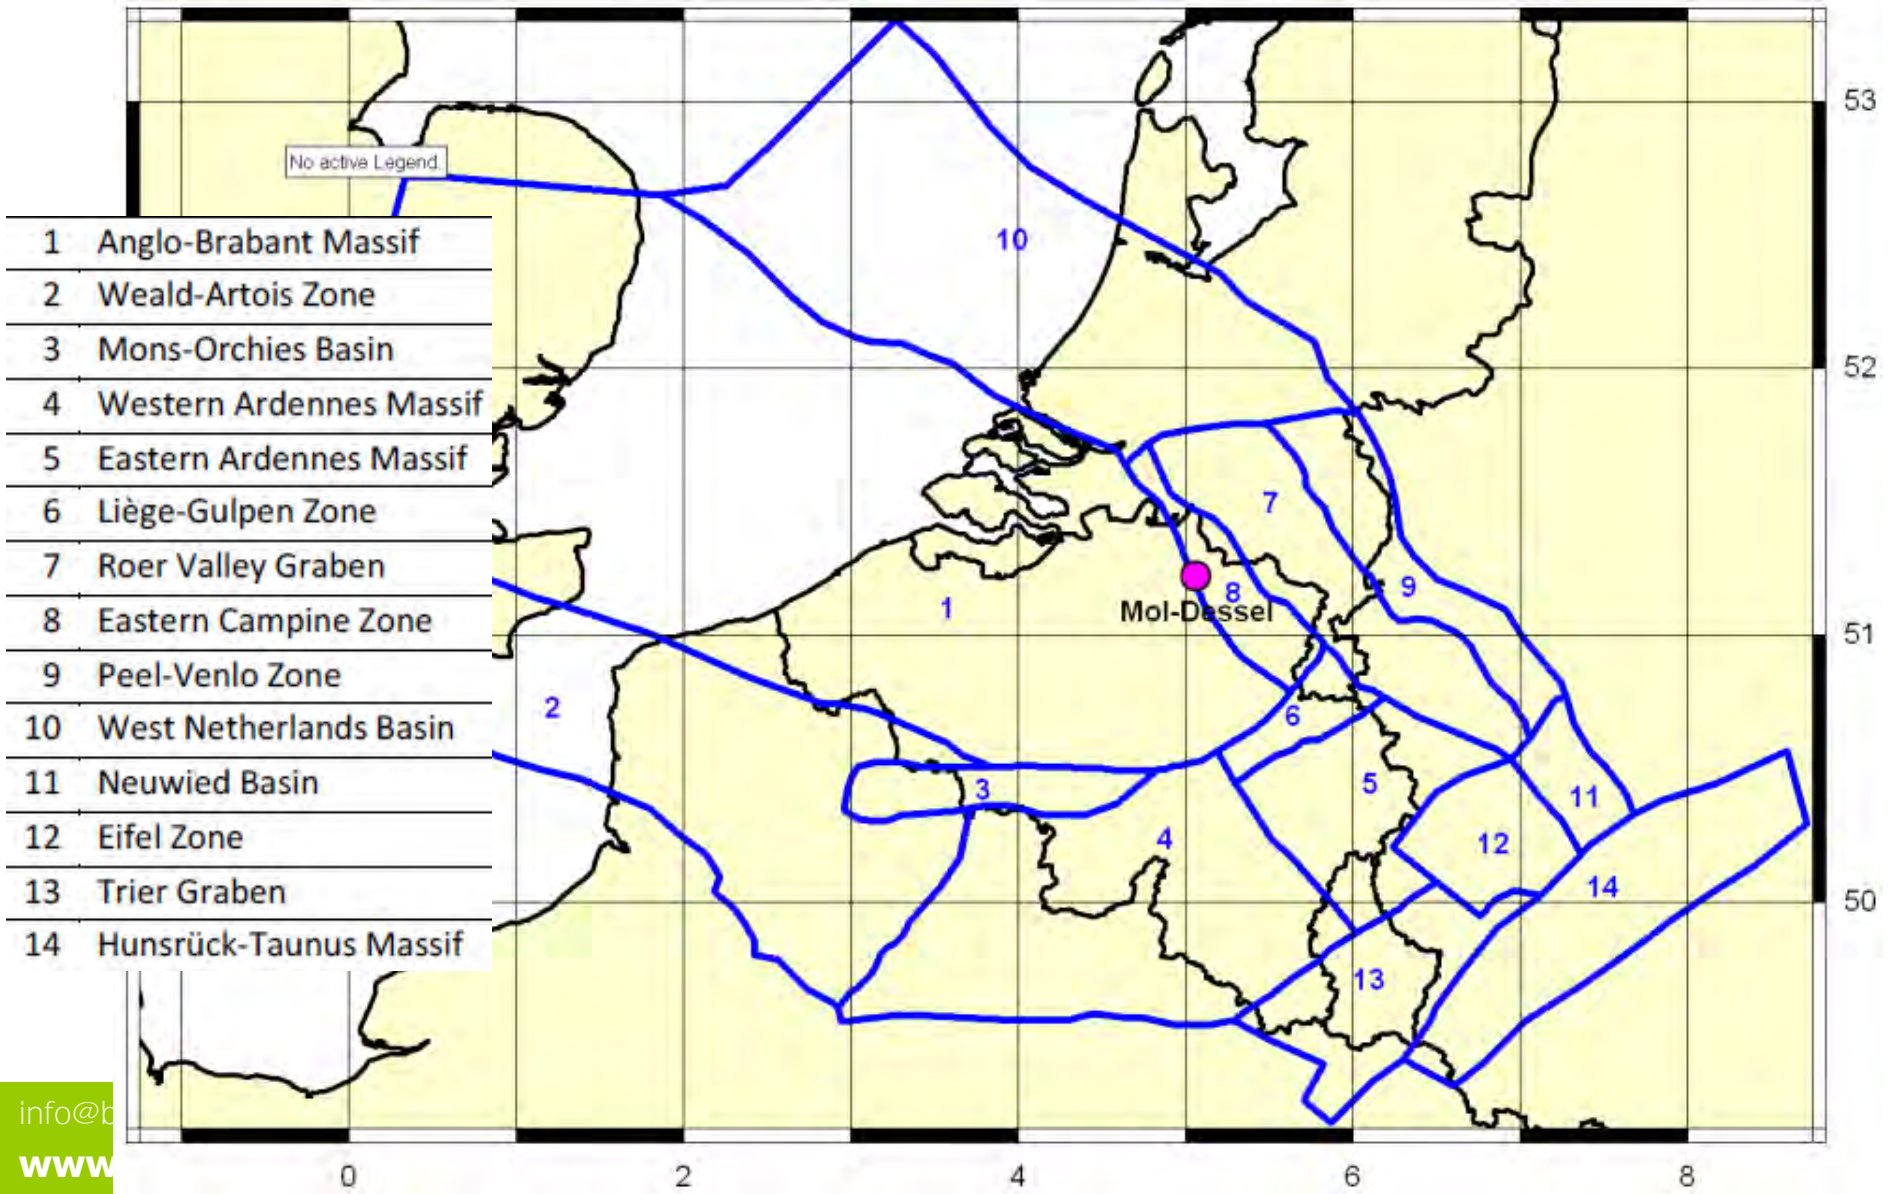 No active Legend.
1 Anglo-Brabant Massif
2 Weald-Artois Zone
3 Mons-Orchies Basin
4 Western Ardennes Massif
5 Eastern Ardennes Massif
6 Liège-Gulpen Zone
7 Roer Valley Graben
8 Eastern Campine Zone
9 Peel-Venlo Zone
10 West Netherlands Basin
11 Neuwied Basin
12 Eifel Zone
13 Trier Graben
14 Hunsrück-Taunus Massif
10
7
8
9
Mol-Dessel
1
2
6
3
5
11
4
12
14
13
53
52
51
50
0 2 4 6 8
info@b
www